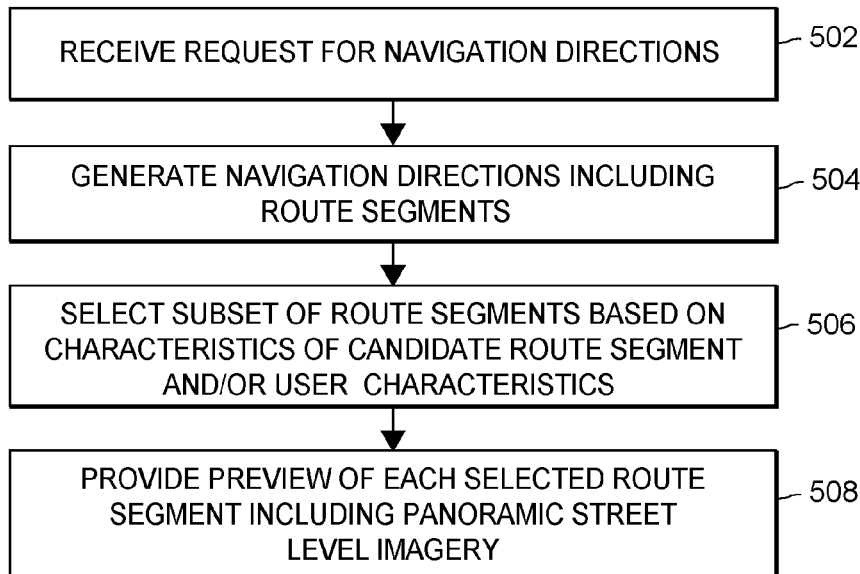 RECEIVE REQUEST FOR NAVIGATION DIRECTIONS
502
GENERATE NAVIGATION DIRECTIONS INCLUDING
ROUTE SEGMENTS
504
SELECT SUBSET OF ROUTE SEGMENTS BASED ON
CHARACTERISTICS OF CANDIDATE ROUTE SEGMENT
AND/OR USER CHARACTERISTICS
506
PROVIDE PREVIEW OF EACH SELECTED ROUTE
SEGMENT INCLUDING PANORAMIC STREET
LEVEL IMAGERY
508